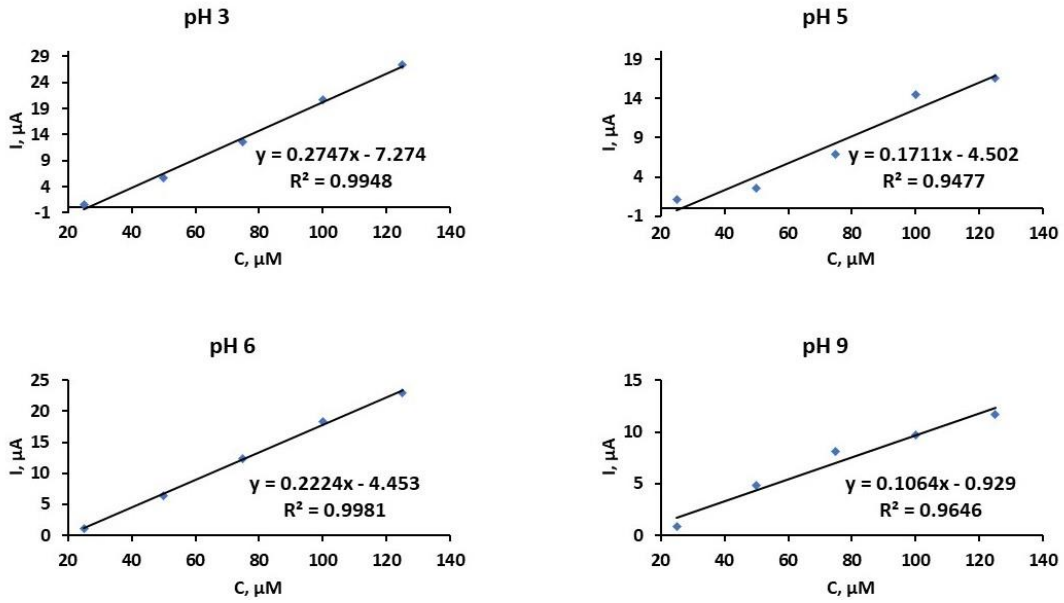 pH 3
29
24
19
14
9
4
-1
I, μA
y = 0.2747x - 7.274
R² = 0.9948
20 40 60 80 100 120 140
C, μM
pH 5
19
14
9
4
-1
I, μA
y = 0.1711x - 4.502
R² = 0.9477
20 40 60 80 100 120 140
C, μM
pH 6
25
20
15
10
5
0
I, μA
y = 0.2224x - 4.453
R² = 0.9981
20 40 60 80 100 120 140
C, μM
pH 9
15
10
5
0
I, μA
y = 0.1064x - 0.929
R² = 0.9646
20 40 60 80 100 120 140
C, μM